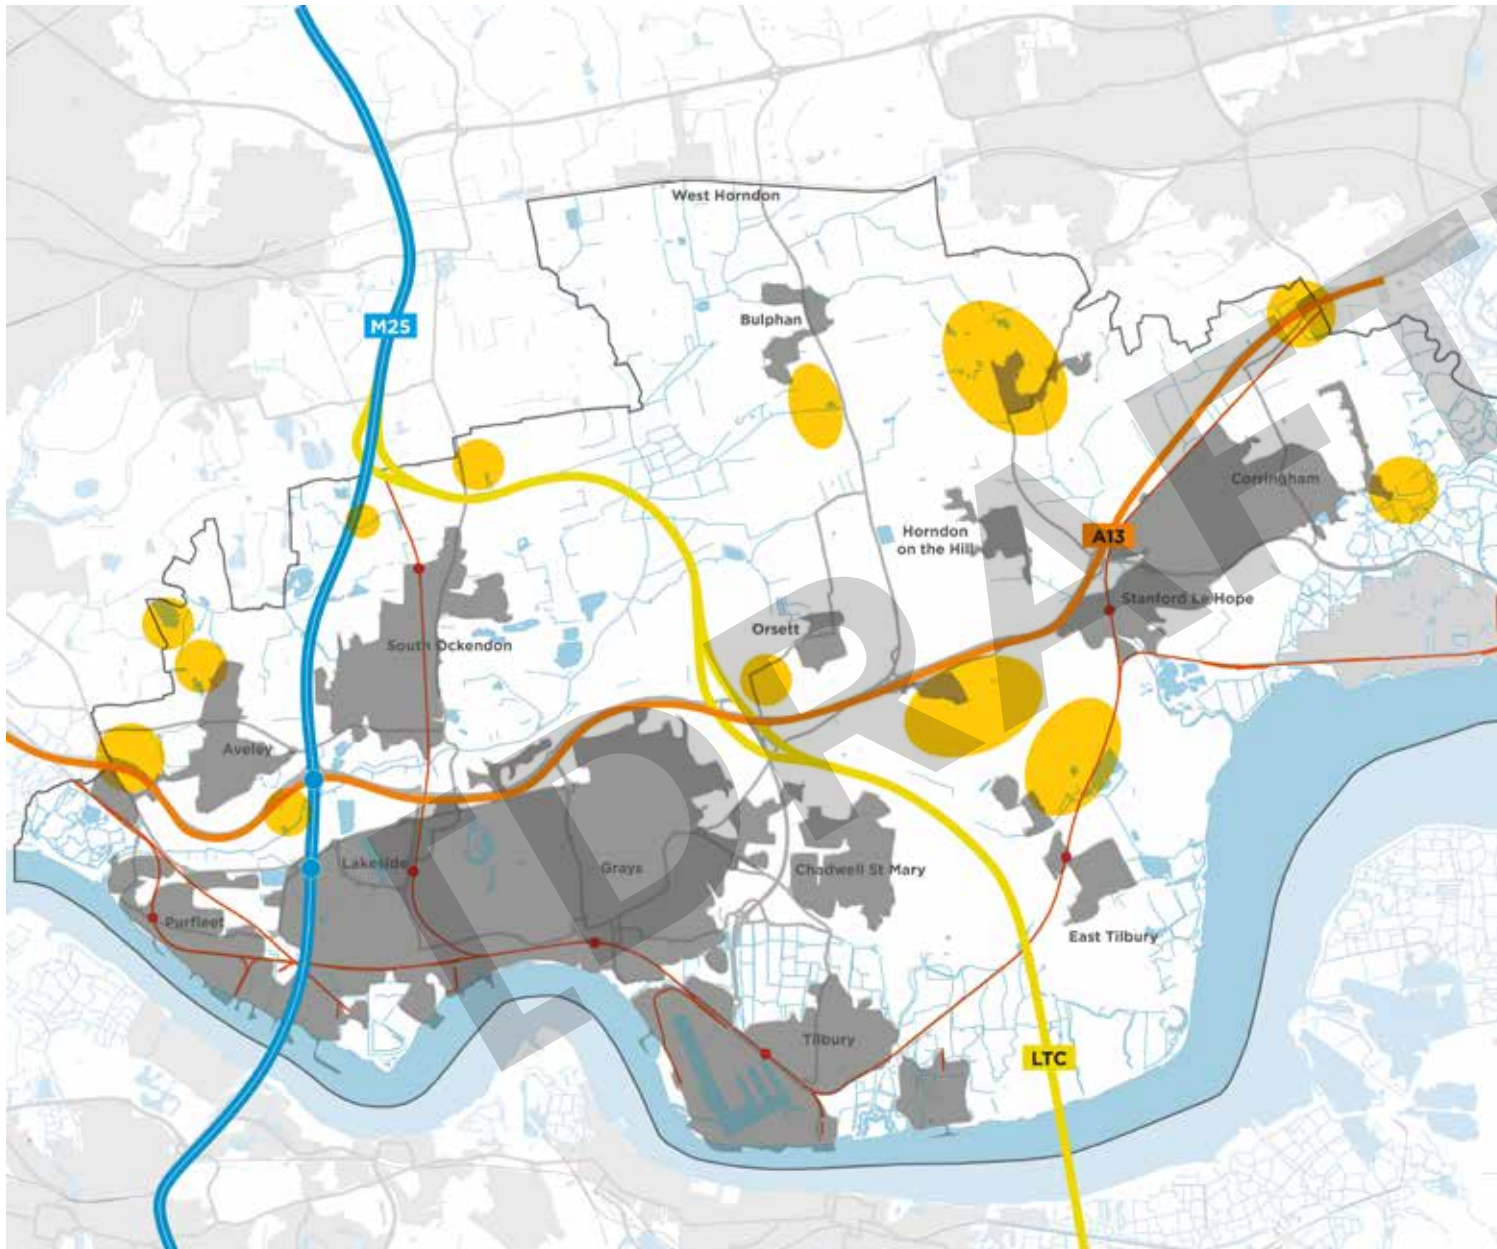 West Horndon
M25
Bulphan
Corringham
Horndon
on the Hill
A13
Stanford Le Hope
Orsett
South Ockendon
Aveley
Lakeside
Grays
Chadwell St Mary
Purfleet
East Tilbury
Tilbury
LTC
DRAFT